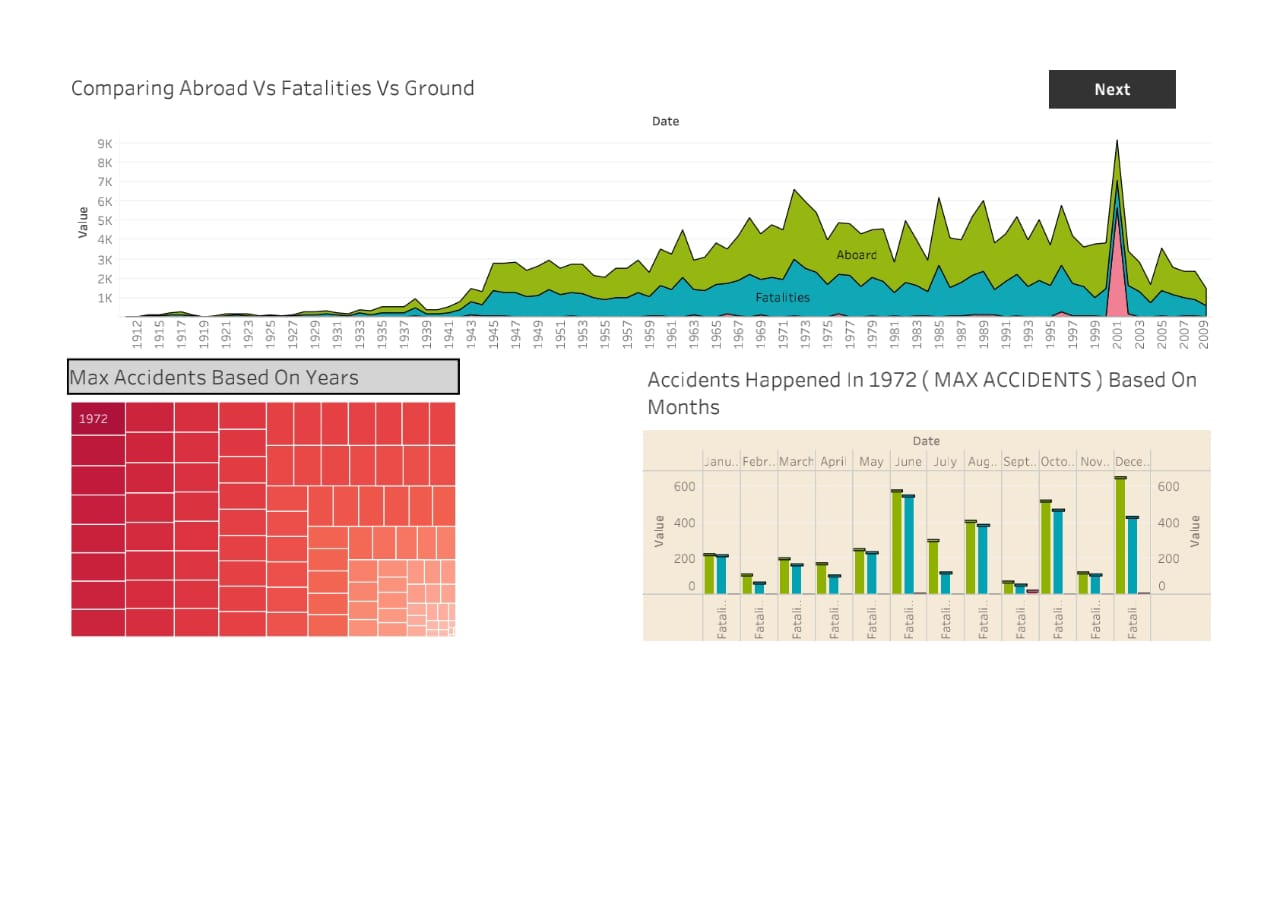 Comparing Abroad Vs Fatalities Vs Ground
Next
Date
Value
9K
8K
7K
6K
5K
4K
3K
2K
1K
Aboard
Fatalities
1912 1915 1917 1919 1921 1923 1925 1927 1929 1931 1933 1935 1937 1939 1941 1943 1945 1947 1949 1951 1953 1955 1957 1959 1961 1963 1965 1967 1969 1971 1973 1975 1977 1979 1981 1983 1985 1987 1989 1991 1993 1995 1997 1999 2001 2003 2005 2007 2009
Max Accidents Based On Years
1972
Accidents Happened In 1972 ( MAX ACCIDENTS ) Based On
Months
Date
Janu.. Febr.. March April May June July Aug.. Sept.. Octo.. Nov.. Dece..
Value
600
400
200
0
600
400
200
0
Value
Fatali.. Fatali.. Fatali.. Fatali.. Fatali.. Fatali.. Fatali.. Fatali.. Fatali.. Fatali.. Fatali.. Fatali..